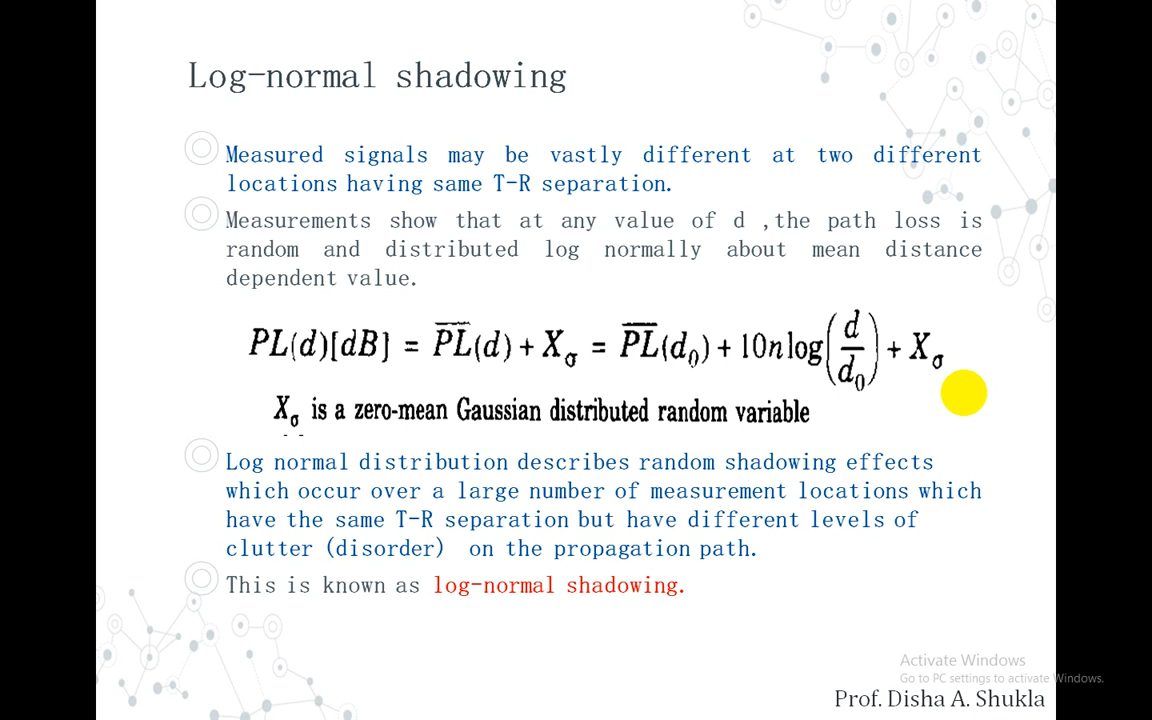 Log-normal shadowing
Measured signals may be vastly different at two different
locations having same T-R separation.
Measurements show that at any value of d ,the path loss is
random and distributed log normally about mean distance
dependent value.
PL(d)[dB] = P̅L̅(d) + Xσ = P̅L̅(d₀) + 10n log(d/d₀) + Xσ
Xσ is a zero-mean Gaussian distributed random variable
Log normal distribution describes random shadowing effects
which occur over a large number of measurement locations which
have the same T-R separation but have different levels of
clutter (disorder) on the propagation path.
This is known as log-normal shadowing.
Activate Windows
Go to PC settings to activate Windows.
Prof. Disha A. Shukla